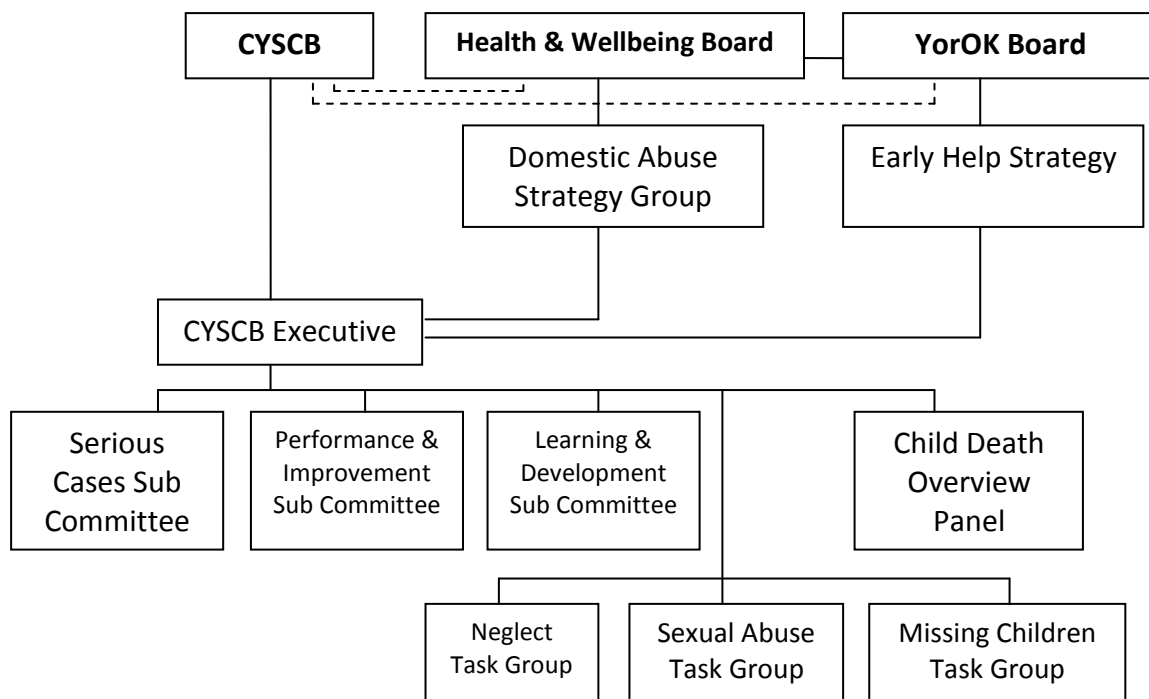 CYSCB
Health & Wellbeing Board
YorOK Board
Domestic Abuse
Strategy Group
Early Help Strategy
CYSCB Executive
Serious
Cases Sub
Committee
Performance &
Improvement
Sub Committee
Learning &
Development
Sub Committee
Child Death
Overview
Panel
Neglect
Task Group
Sexual Abuse
Task Group
Missing Children
Task Group